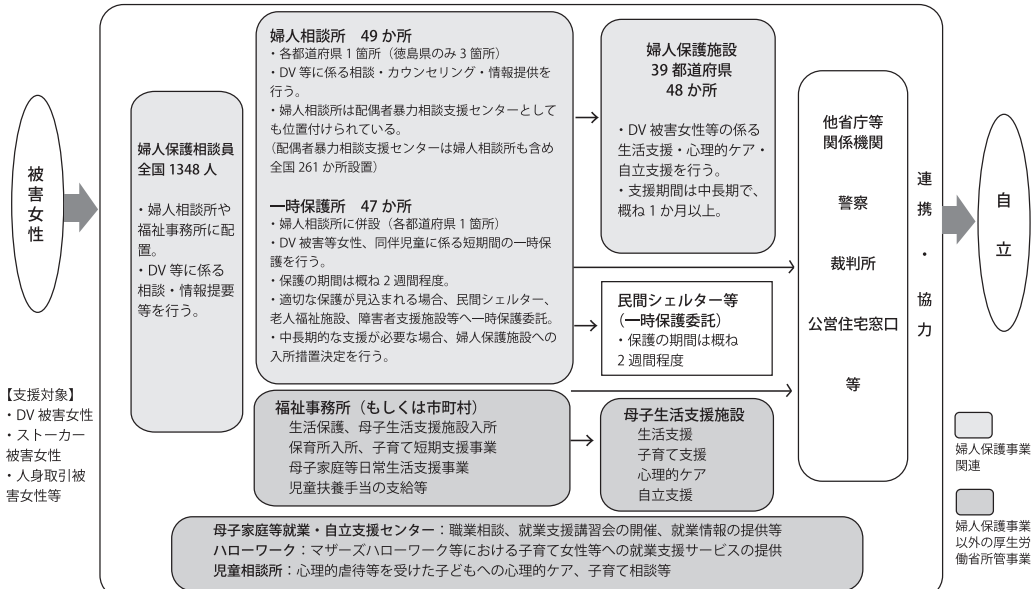 被害女性
【支援対象】
・DV 被害女性
・ストーカー
被害女性
・人身取引被
害女性等
婦人保護相談員
全国 1348 人
・婦人相談所や
福祉事務所に配
置。
・DV 等に係る
相談・情報提要
等を行う。
婦人相談所 49 か所
・各都道府県 1 箇所（徳島県のみ 3 箇所）
・DV 等に係る相談・カウンセリング・情報提供を
行う。
・婦人相談所は配偶者暴力相談支援センターとして
も位置付けられている。
(配偶者暴力相談支援センターは婦人相談所も含め
全国 261 か所設置)
一時保護所 47 か所
・婦人相談所に併設（各都道府県 1 箇所）
・DV 被害等女性、同伴児童に係る短期間の一時保
護を行う。
・保護の期間は概ね 2 週間程度。
・適切な保護が見込まれる場合、民間シェルター、
老人福祉施設、障害者支援施設等へ一時保護委託。
・中長期的な支援が必要な場合、婦人保護施設への
入所措置決定を行う。
福祉事務所（もしくは市町村）
生活保護、母子生活支援施設入所
保育所入所、子育て短期支援事業
母子家庭等日常生活支援事業
児童扶養手当の支給等
婦人保護施設
39 都道府県
48 か所
・DV 被害女性等の係る
生活支援・心理的ケア・
自立支援を行う。
・支援期間は中長期で、
概ね 1 か月以上。
民間シェルター等
（一時保護委託）
・保護の期間は概ね
2 週間程度
母子生活支援施設
生活支援
子育て支援
心理的ケア
自立支援
他省庁等
関係機関
警察
裁判所
公営住宅窓口
等
連携・協力
自立
母子家庭等就業・自立支援センター：職業相談、就業支援講習会の開催、就業情報の提供等
ハローワーク：マザーズハローワーク等における子育て女性等への就業支援サービスの提供
児童相談所：心理的虐待等を受けた子どもへの心理的ケア、子育て相談等
婦人保護事業
関連
婦人保護事業
以外の厚生労
働省所管事業